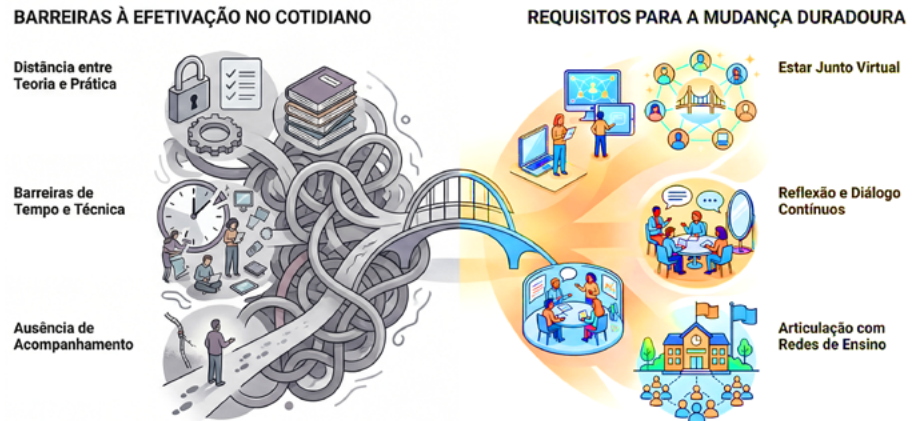 BARREIRAS À EFETIVAÇÃO NO COTIDIANO
Distância entre
Teoria e Prática
Barreiras de
Tempo e Técnica
Ausência de
Acompanhamento
REQUISITOS PARA A MUDANÇA DURADOURA
Estar Junto Virtual
Reflexão e Diálogo
Contínuos
Articulação com
Redes de Ensino